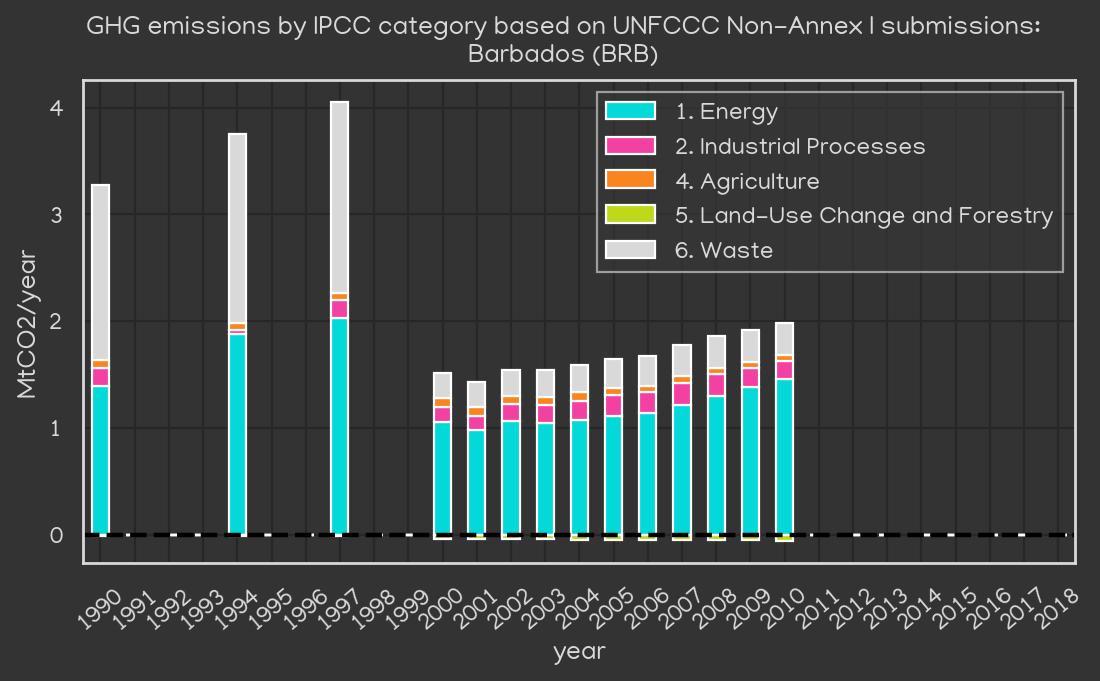 GHG emissions by IPCC category based on UNFCCC Non-Annex I submissions:
Barbados (BRB)
1. Energy
2. Industrial Processes
4. Agriculture
5. Land-Use Change and Forestry
6. Waste
MtCO2/year
4
3
2
1
0
1990 1991 1992 1993 1994 1995 1996 1997 1998 1999 2000 2001 2002 2003 2004 2005 2006 2007 2008 2009 2010 2011 2012 2013 2014 2015 2016 2017 2018
year